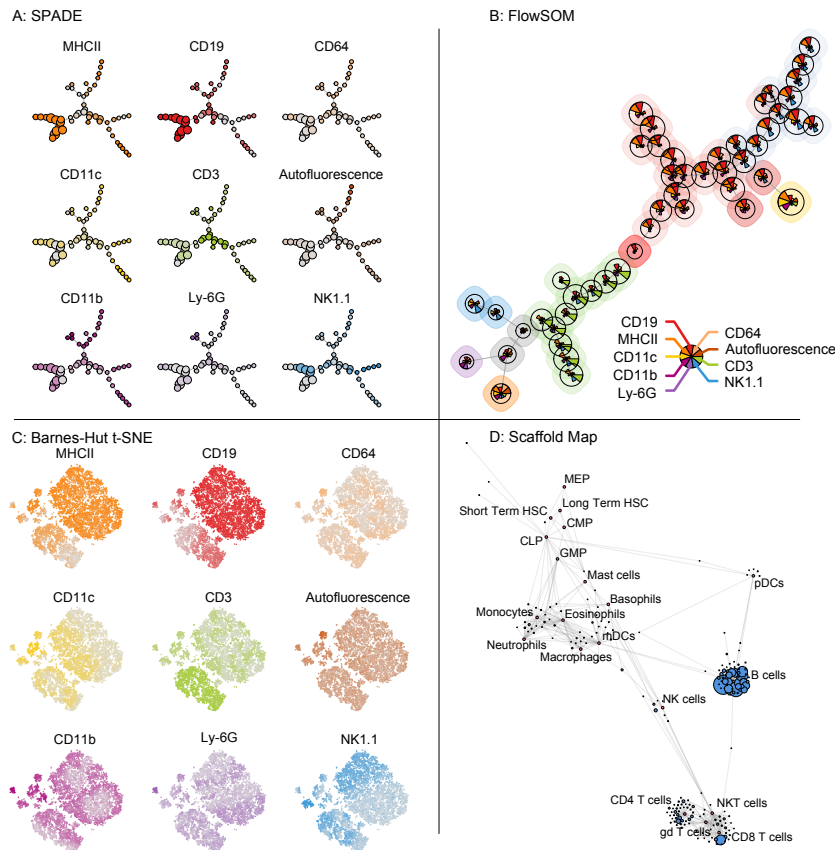 A: SPADE
MHCII
CD19
CD64
CD11c
CD3
Autofluorescence
CD11b
Ly-6G
NK1.1
B: FlowSOM
CD19
MHCII
CD11c
CD11b
Ly-6G
CD64
Autofluorescence
CD3
NK1.1
C: Barnes-Hut t-SNE
MHCII
CD19
CD64
CD11c
CD3
Autofluorescence
CD11b
Ly-6G
NK1.1
D: Scaffold Map
MEP
Long Term HSC
Short Term HSC
CMP
CLP
GMP
Mast cells
pDCs
Basophils
Monocytes
Eosinophils
mDCs
Neutrophils
Macrophages
B cells
NK cells
CD4 T cells
NKT cells
gd T cells
CD8 T cells